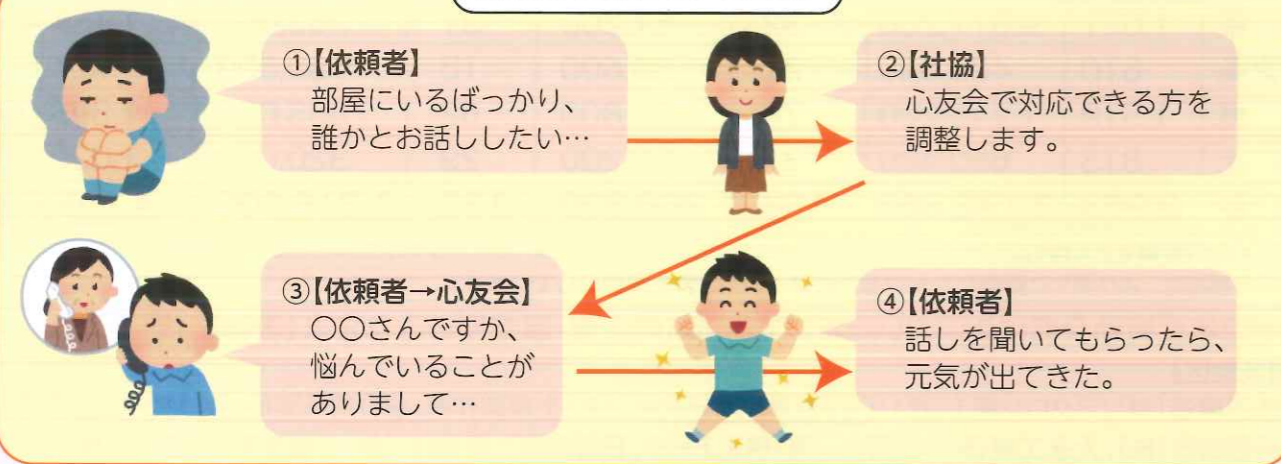 ①【依頼者】
部屋にいるばっかり、
誰かとお話ししたい…
②【社協】
心友会で対応できる方を
調整します。
③【依頼者→心友会】
〇〇さんですか、
悩んでいることが
ありまして…
④【依頼者】
話しを聞いてもらったら、
元気が出てきた。